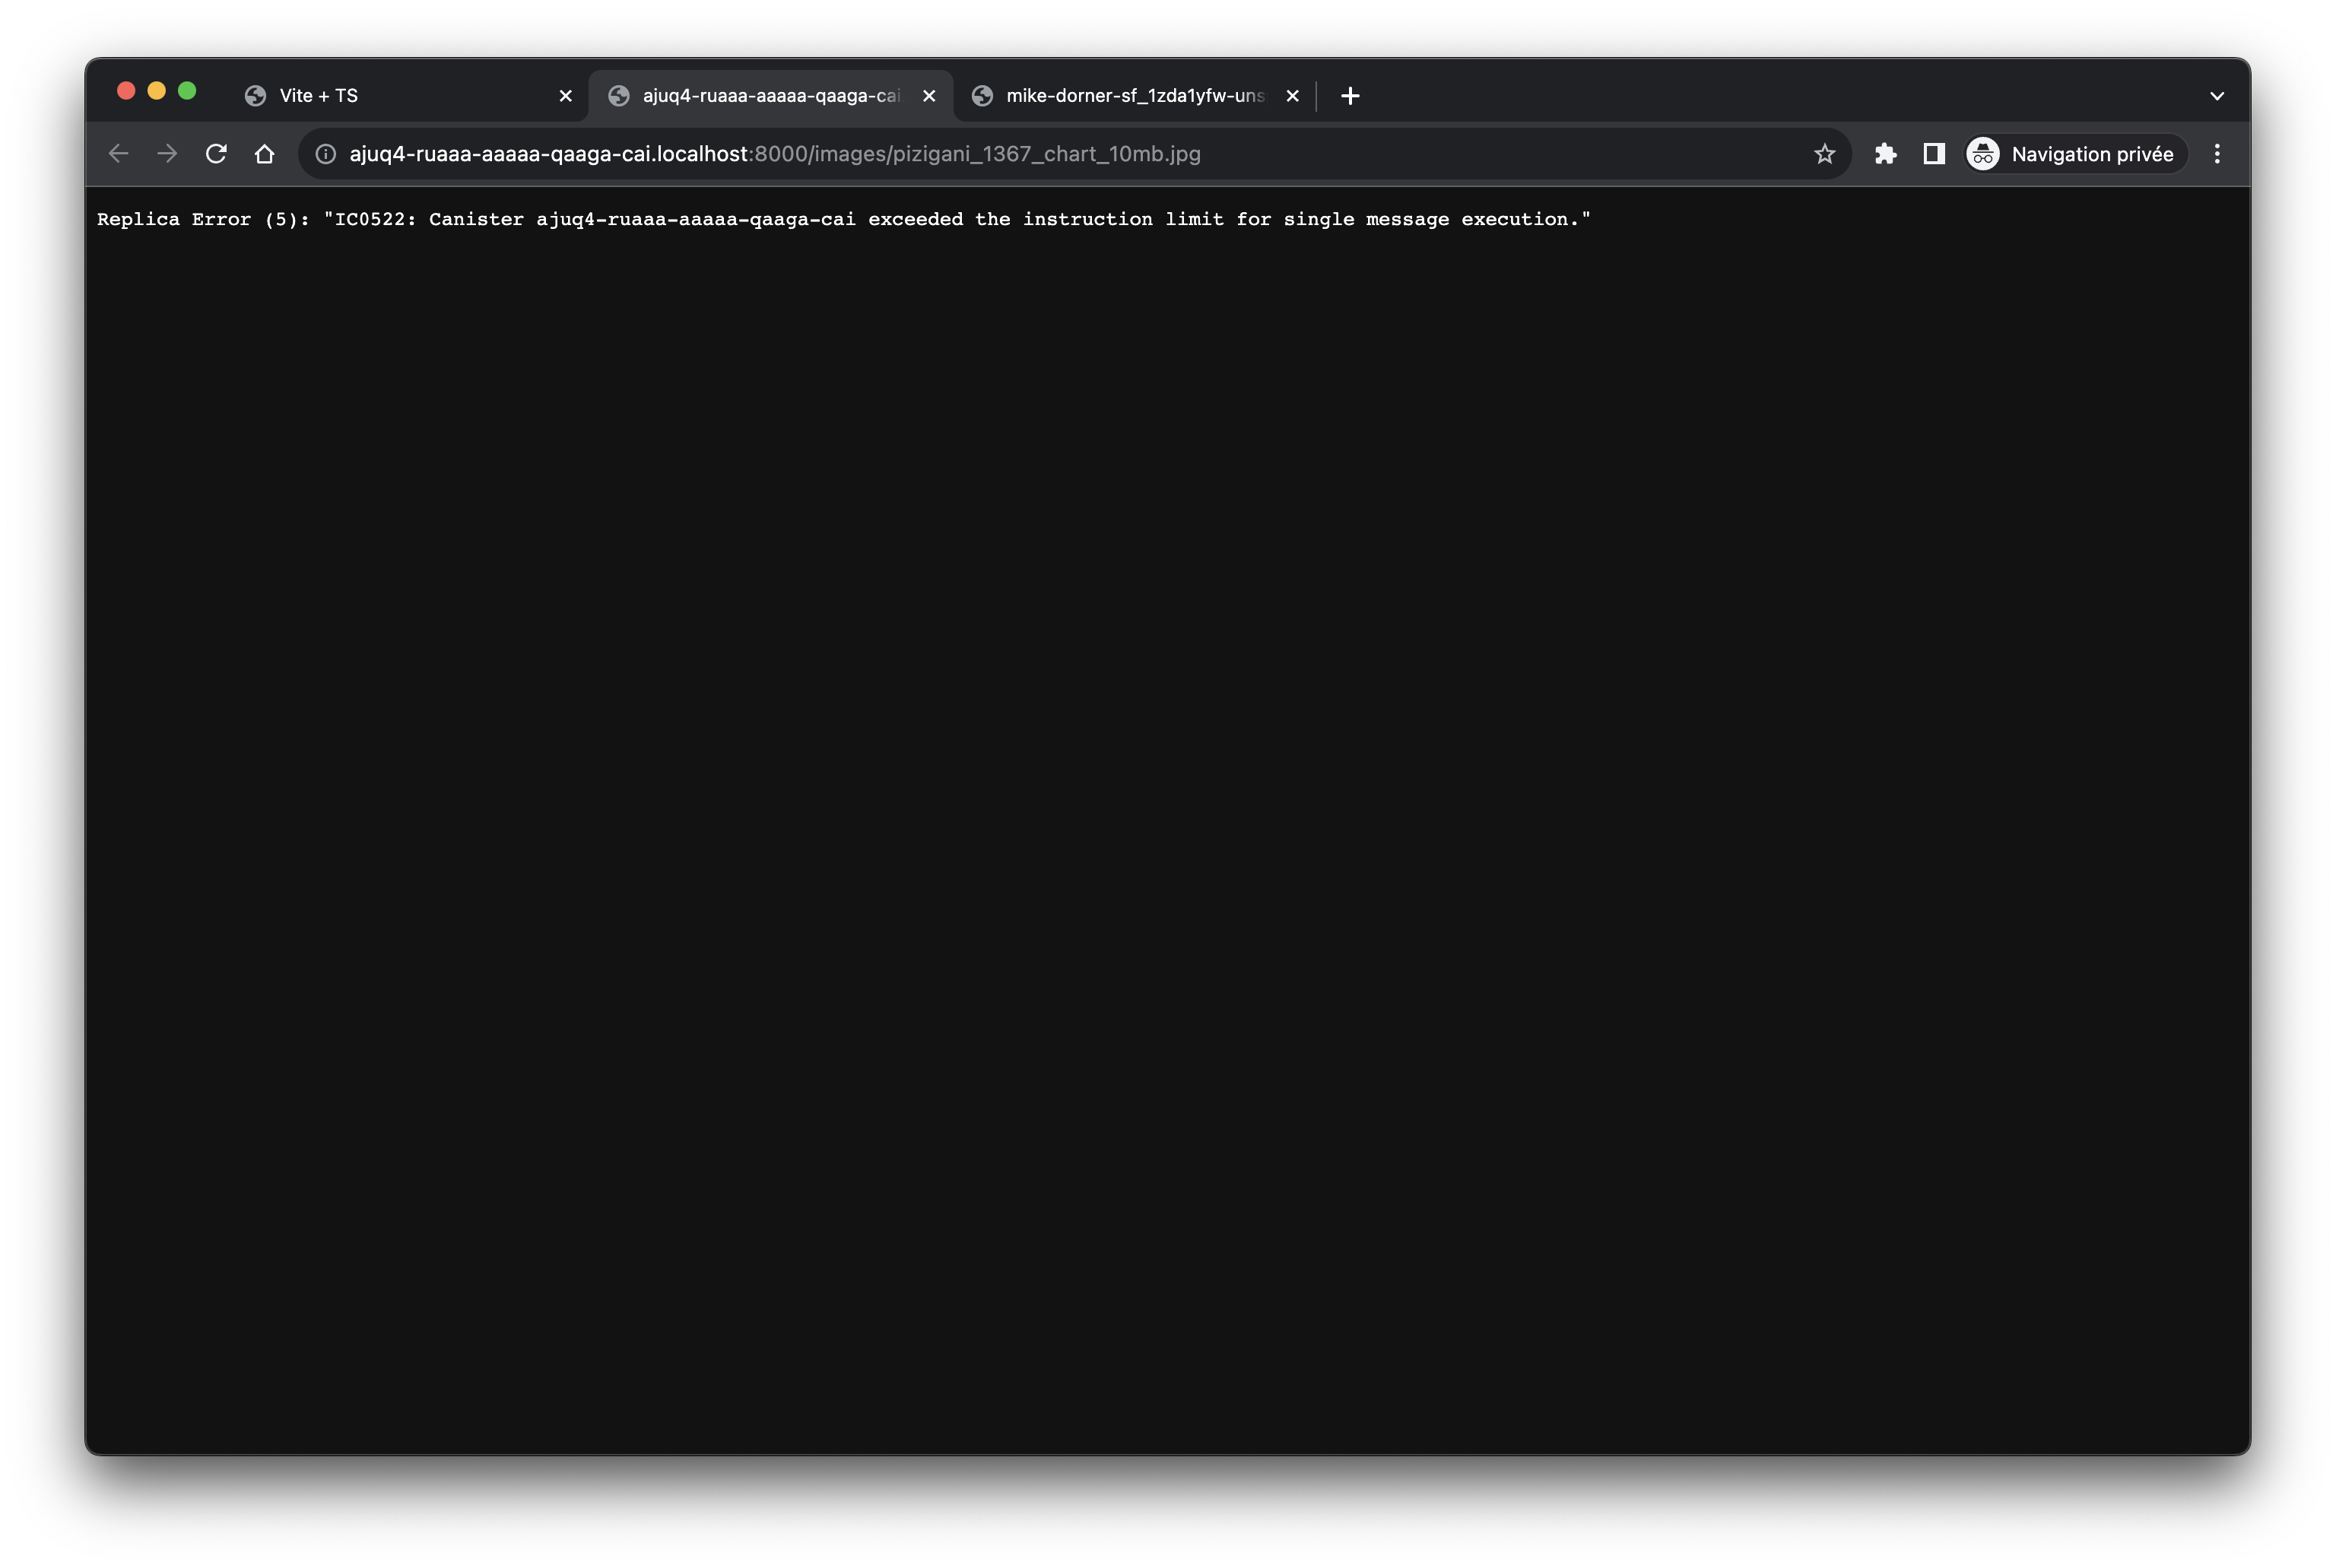 Vite + TS
ajuq4-ruaaa-aaaaa-qaaga-cai
mike-dorner-sf_1zda1yfw-uns
ajuq4-ruaaa-aaaaa-qaaga-cai.localhost:8000/images/pizigani_1367_chart_10mb.jpg
Navigation privée
Replica Error (5): "IC0522: Canister ajuq4-ruaaa-aaaaa-qaaga-cai exceeded the instruction limit for single message execution."